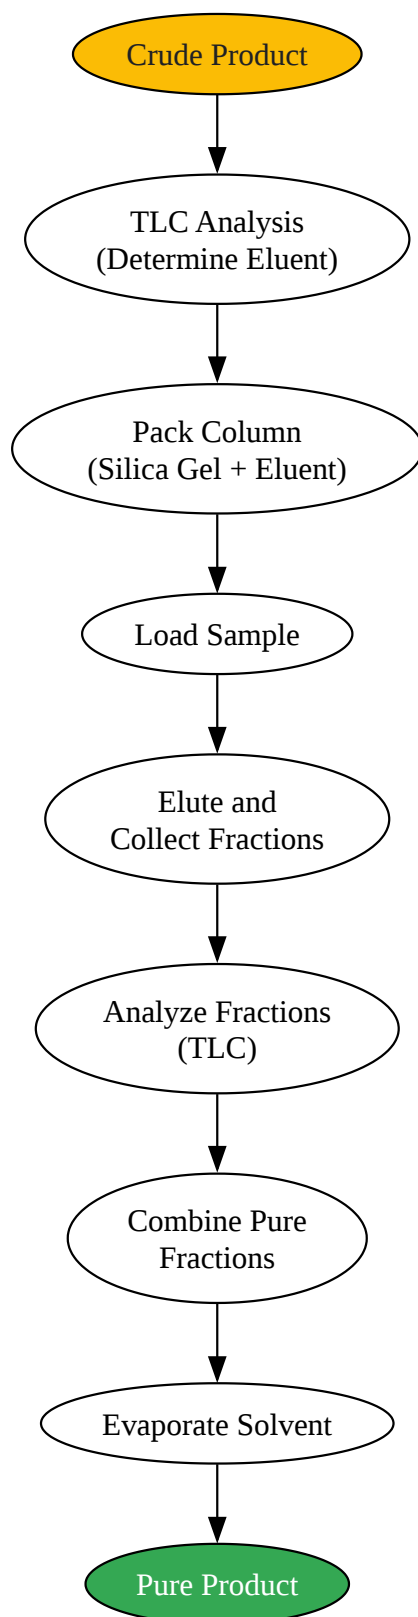 Crude Product
TLC Analysis
(Determine Eluent)
Pack Column
(Silica Gel + Eluent)
Load Sample
Elute and
Collect Fractions
Analyze Fractions
(TLC)
Combine Pure
Fractions
Evaporate Solvent
Pure Product